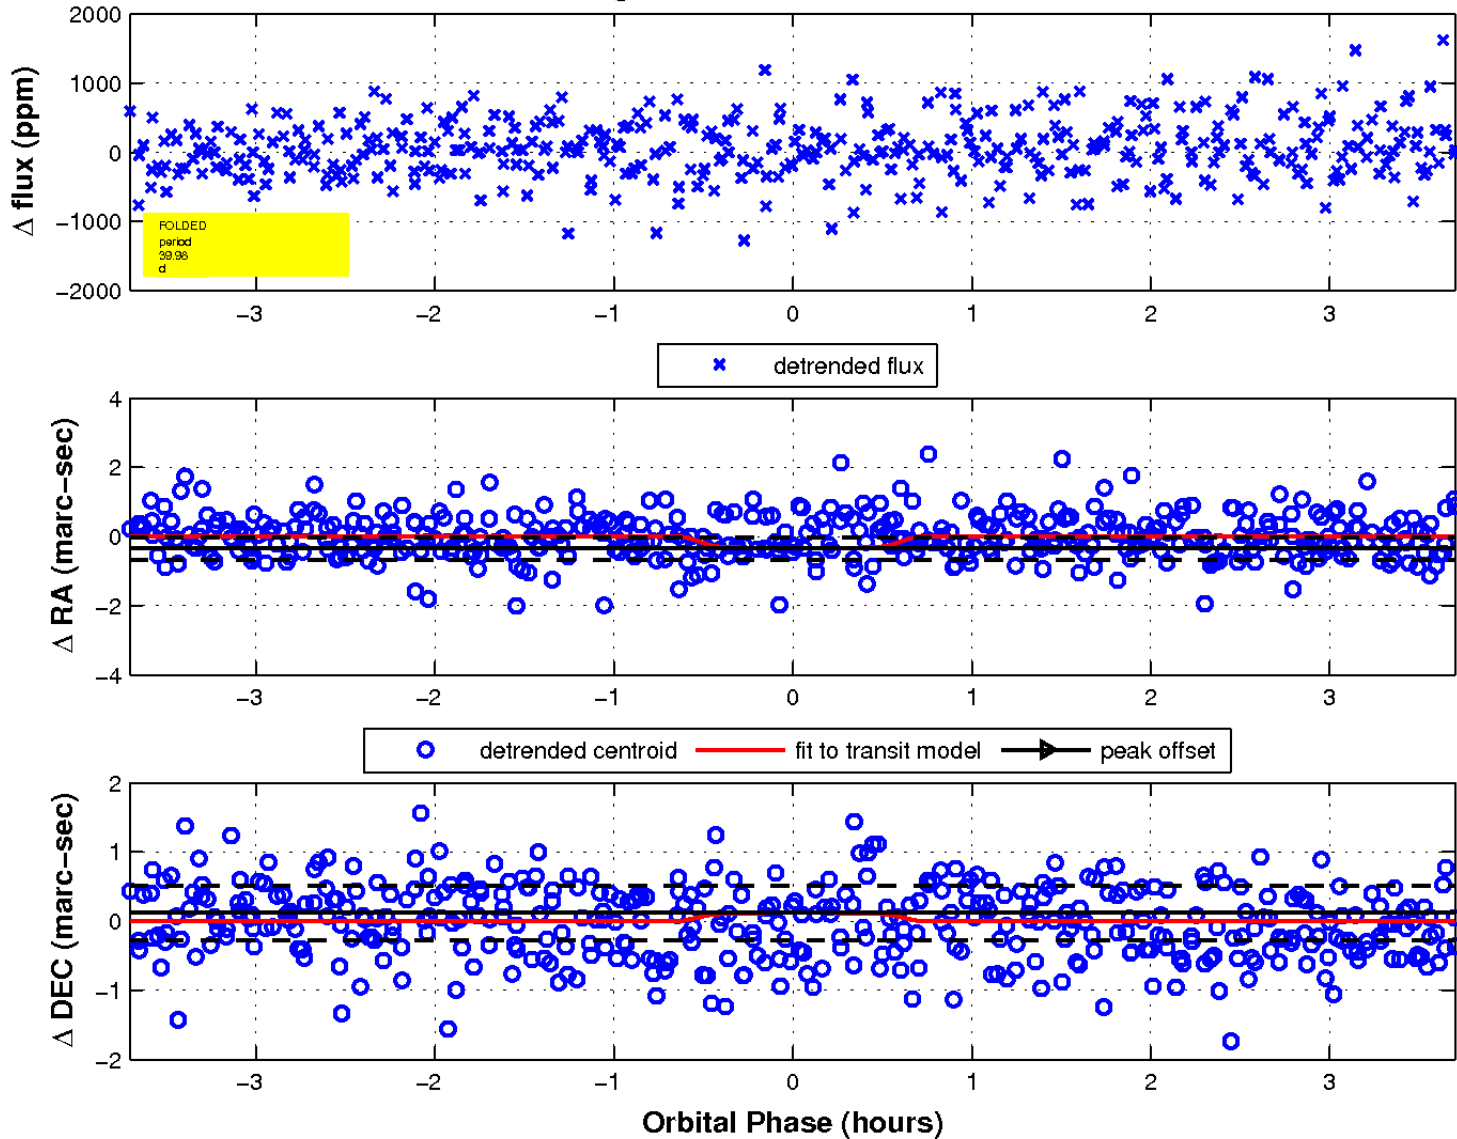 2000
1000
0
−1000
−2000
Δ flux (ppm)
FOLDED
period
39.96
d
−3 −2 −1 0 1 2 3
detrended flux
4
2
0
−2
−4
Δ RA (marc−sec)
−3 −2 −1 0 1 2 3
detrended centroid fit to transit model peak offset
2
1
0
−1
−2
Δ DEC (marc−sec)
−3 −2 −1 0 1 2 3
Orbital Phase (hours)